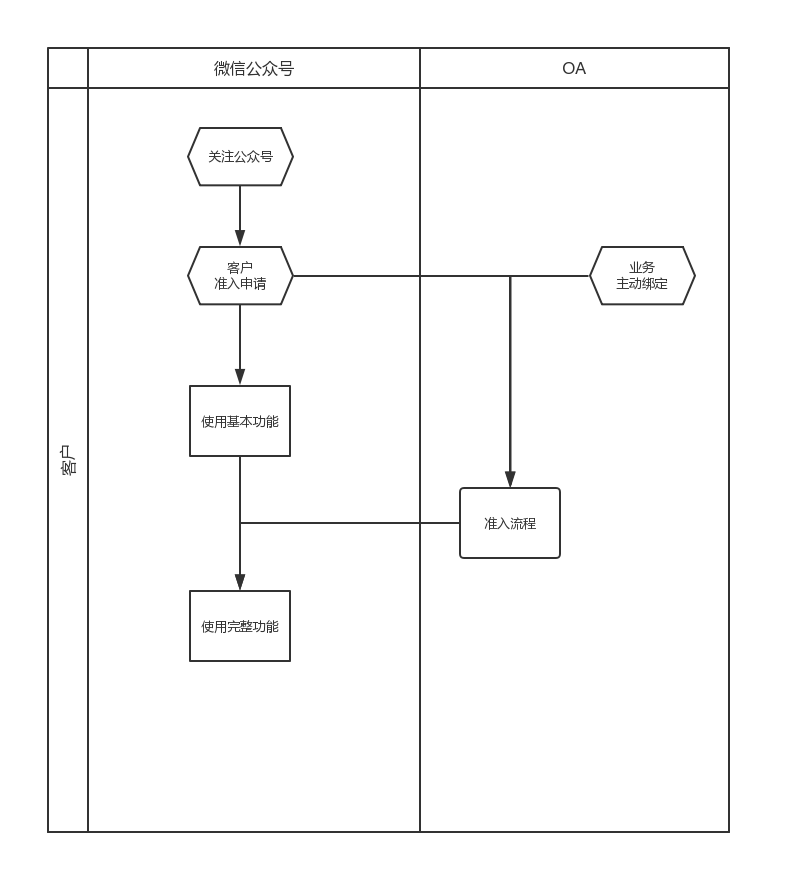 微信公众号
OA
关注公众号
客户
准入申请
业务
主动绑定
使用基本功能
客户
准入流程
使用完整功能